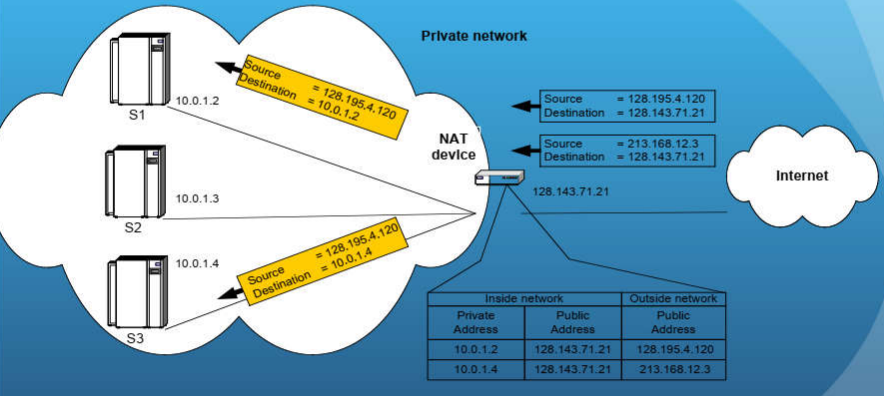 Private network
S1
10.0.1.2
Source = 128.195.4.120
Destination = 10.0.1.2
Source = 128.195.4.120
Destination = 128.143.71.21
NAT
device
Source = 213.168.12.3
Destination = 128.143.71.21
Internet
128.143.71.21
S2
10.0.1.3
S3
10.0.1.4
Source = 128.195.4.120
Destination = 10.0.1.4
Inside network Outside network
Private Address Public Address Public Address
10.0.1.2 128.143.71.21 128.195.4.120
10.0.1.4 128.143.71.21 213.168.12.3